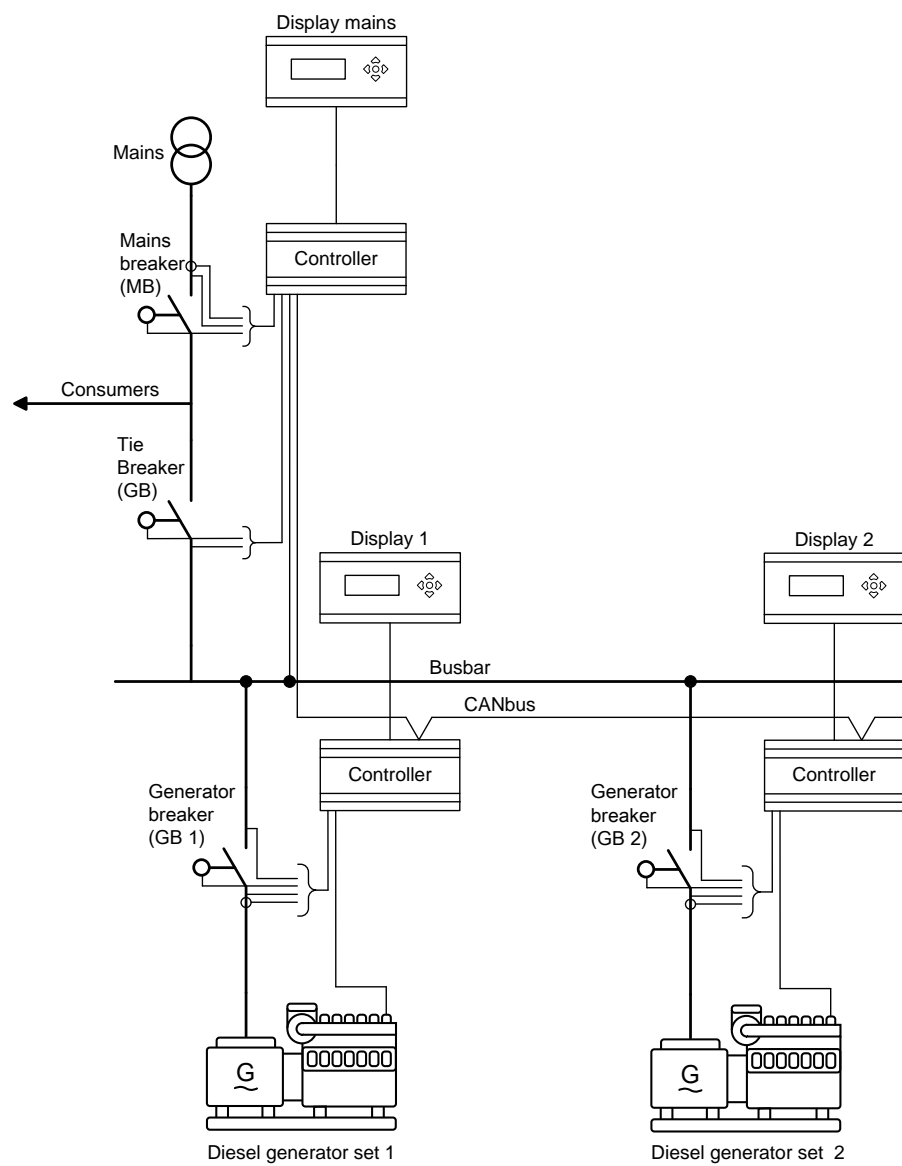 Display mains
Mains
Mains
breaker
(MB)
Controller
Consumers
Tie
Breaker
(GB)
Display 1
Display 2
Busbar
CANbus
Controller
Controller
Generator
breaker
(GB 1)
Generator
breaker
(GB 2)
G
G
Diesel generator set 1
Diesel generator set 2